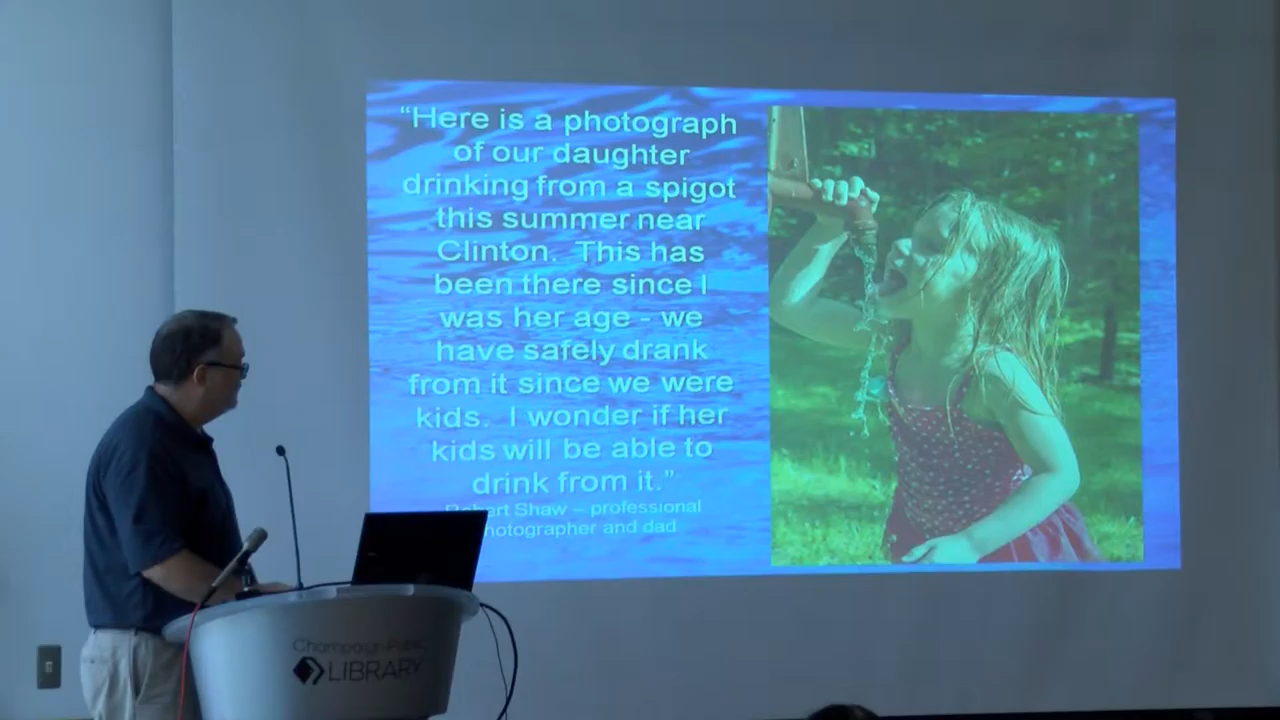 “Here is a photograph
of our daughter
drinking from a spigot
this summer near
Clinton. This has
been there since I
was her age - we
have safely drank
from it since we were
kids. I wonder if her
kids will be able to
drink from it.”
Robert Shaw – professional
photographer and dad
Champaign Public
LIBRARY